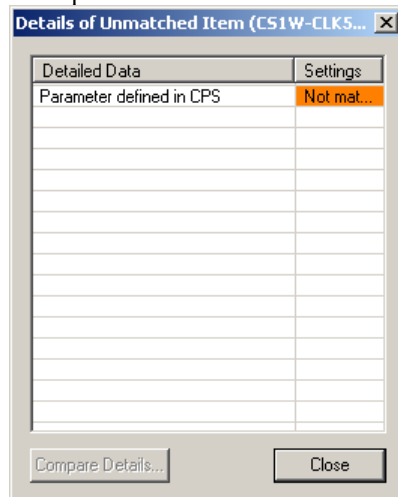 Details of Unmatched Item (CS1W-CLK5...
Detailed Data Settings
Parameter defined in CPS Not mat...
Compare Details... Close